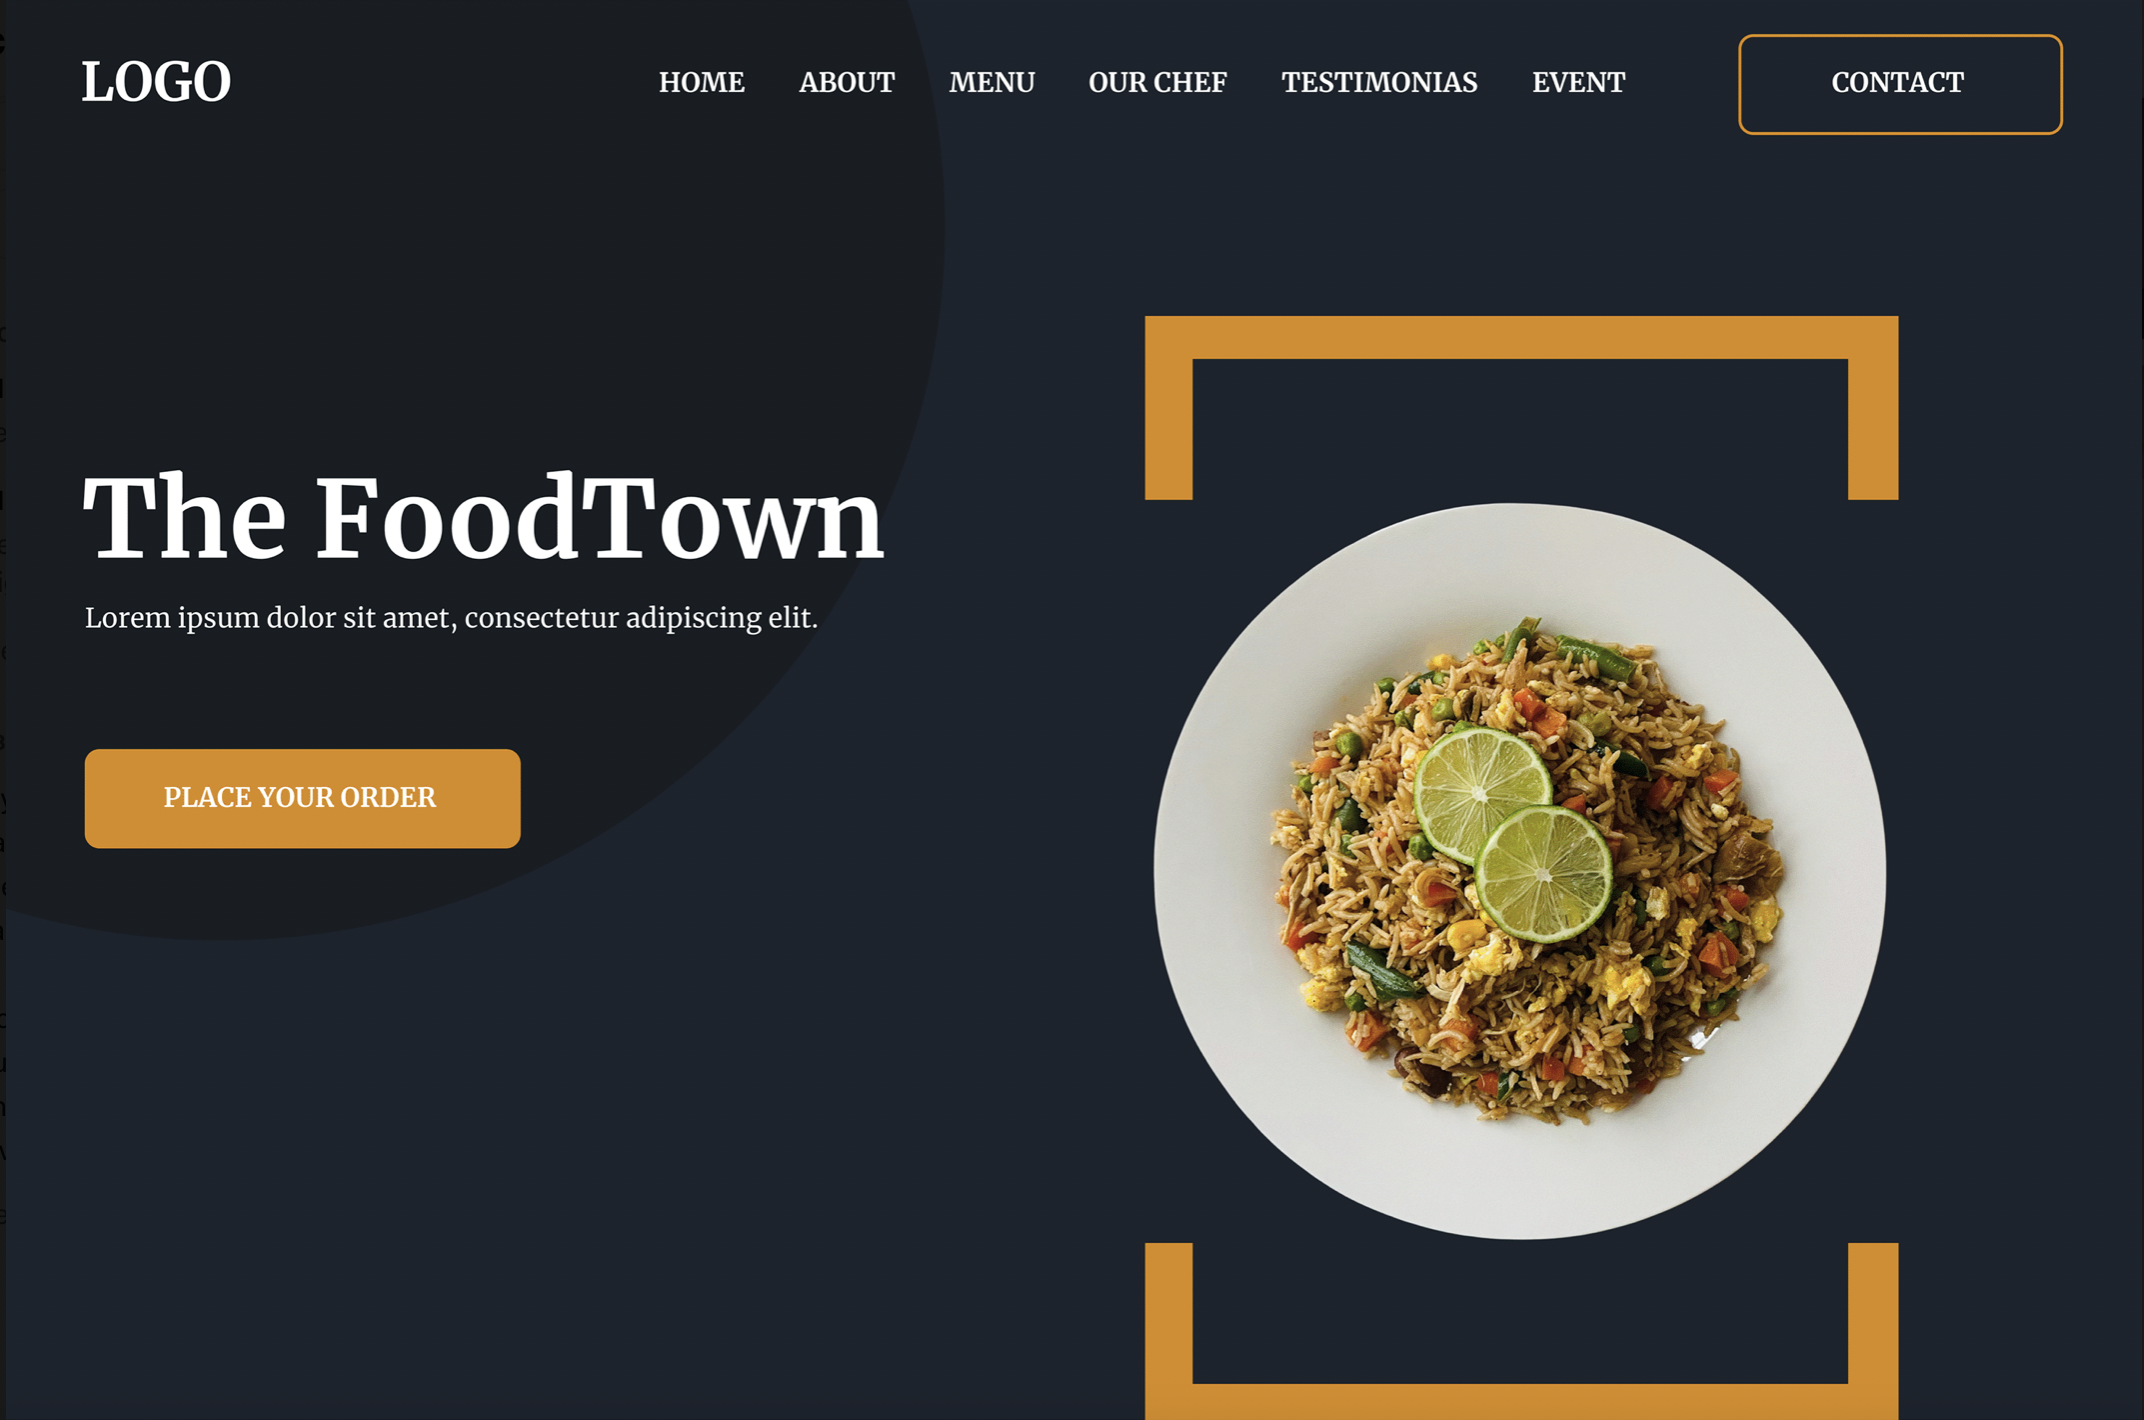 LOGO
HOME ABOUT MENU OUR CHEF TESTIMONIAS EVENT CONTACT
The FoodTown
Lorem ipsum dolor sit amet, consectetur adipiscing elit.
PLACE YOUR ORDER